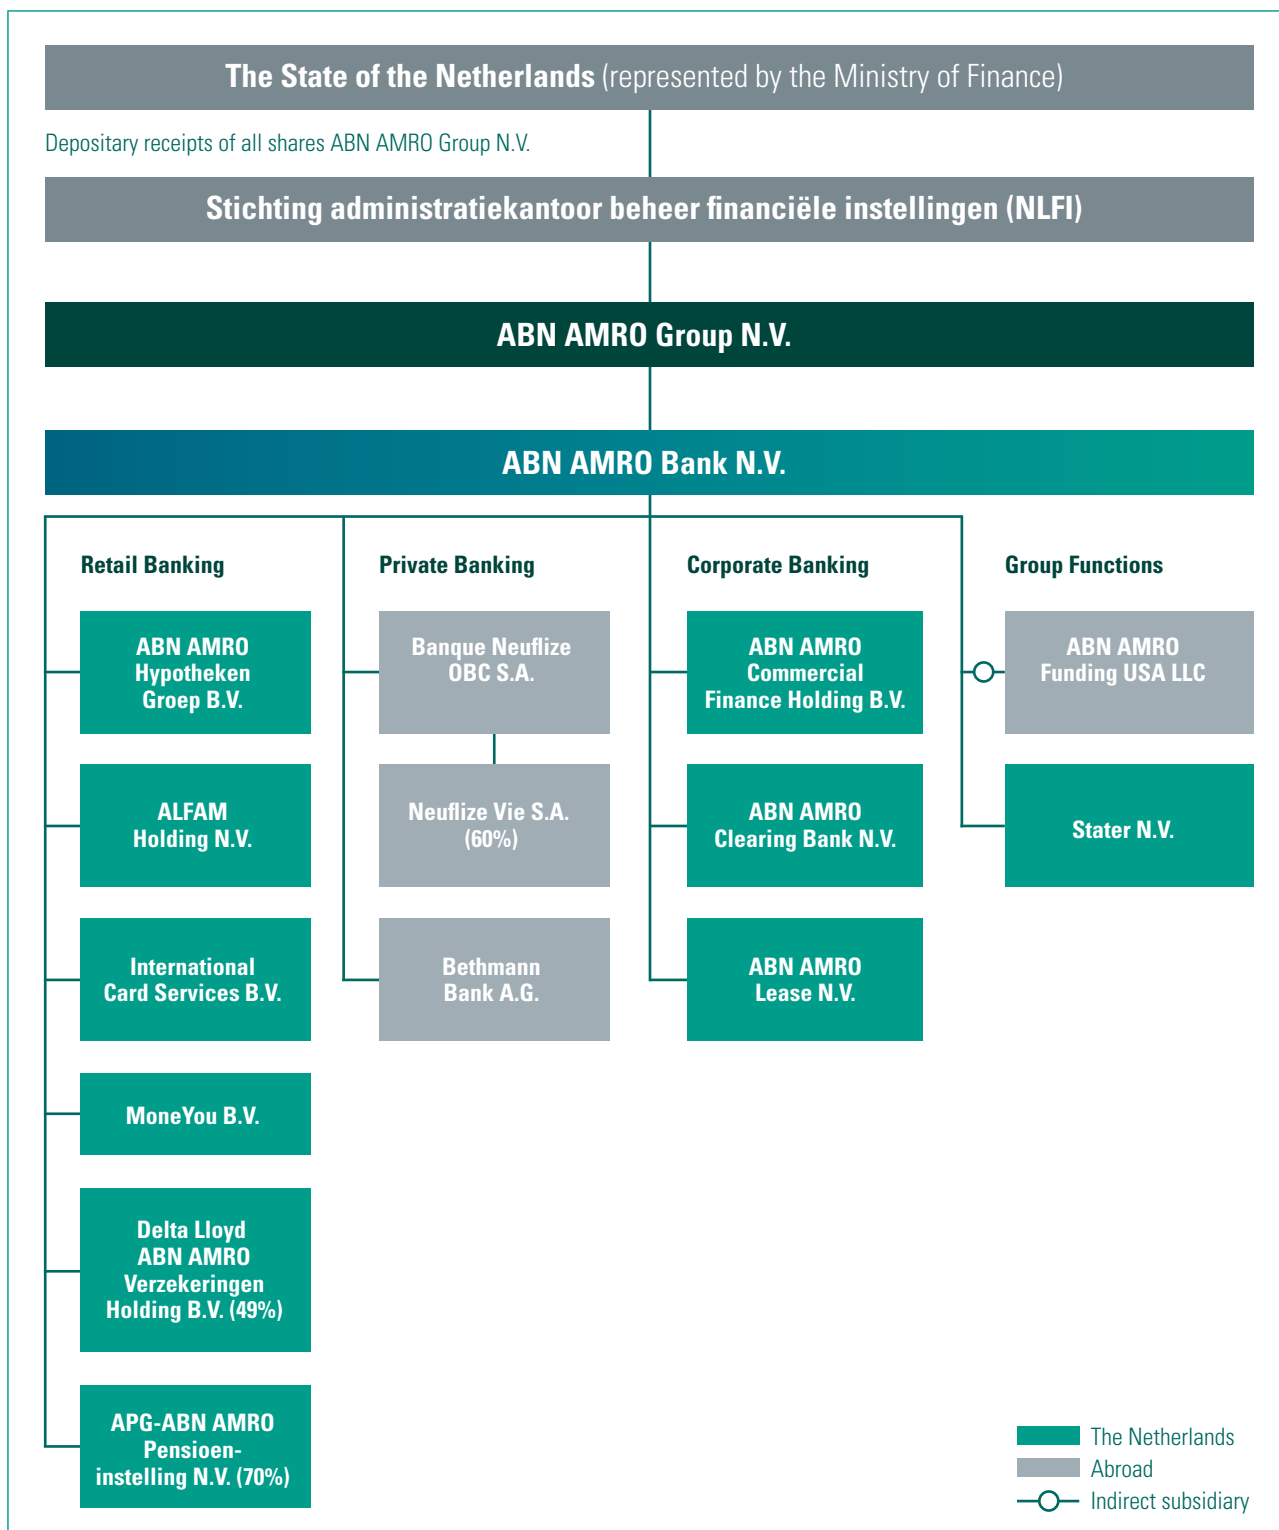 The State of the Netherlands (represented by the Ministry of Finance)
Depositary receipts of all shares ABN AMRO Group N.V.
Stichting administratiekantoor beheer financiële instellingen (NLFI)
ABN AMRO Group N.V.
ABN AMRO Bank N.V.
Retail Banking
ABN AMRO
Hypotheken
Groep B.V.
ALFAM
Holding N.V.
International
Card Services B.V.
MoneYou B.V.
Delta Lloyd
ABN AMRO
Verzekeringen
Holding B.V. (49%)
APG-ABN AMRO
Pensioen-
instelling N.V. (70%)
Private Banking
Banque Neuflize
OBC S.A.
Neuflize Vie S.A.
(60%)
Bethmann
Bank A.G.
Corporate Banking
ABN AMRO
Commercial
Finance Holding B.V.
ABN AMRO
Clearing Bank N.V.
ABN AMRO
Lease N.V.
Group Functions
ABN AMRO
Funding USA LLC
Stater N.V.
The Netherlands
Abroad
Indirect subsidiary